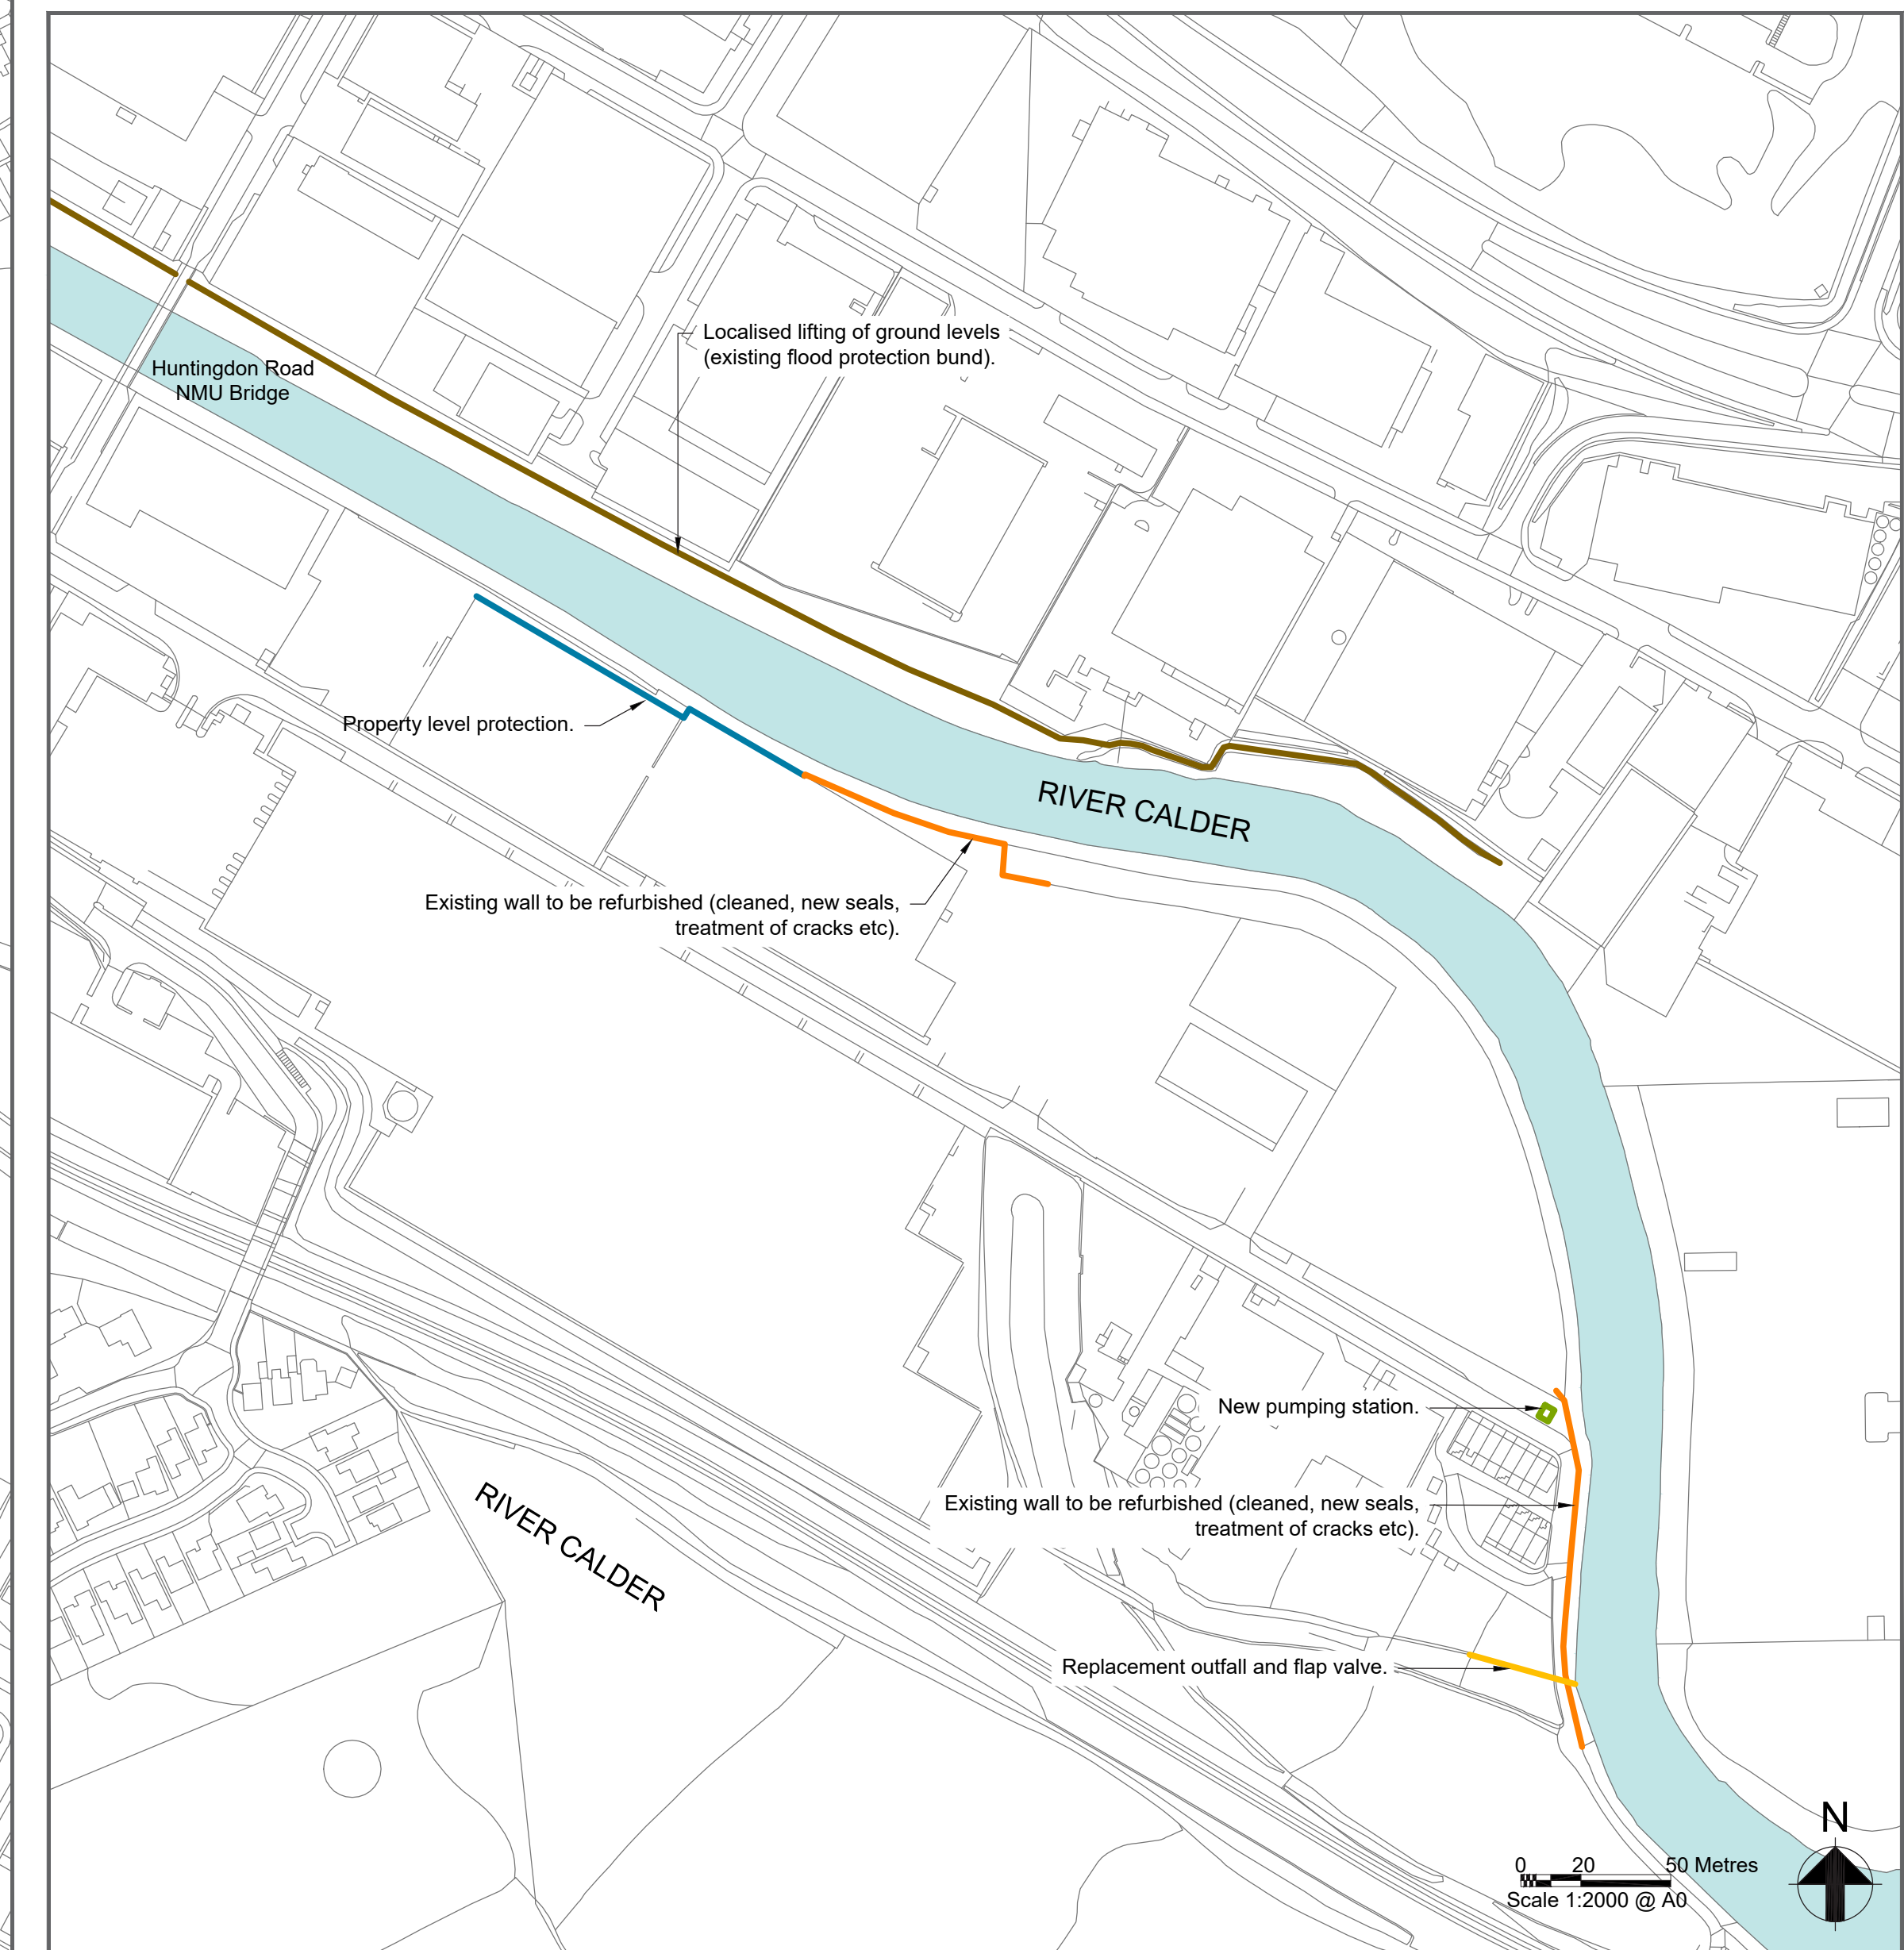 Localised lifting of ground levels
(existing flood protection bund).
Huntingdon Road
NMU Bridge
Property level protection.
RIVER CALDER
Existing wall to be refurbished (cleaned, new seals,
treatment of cracks etc).
New pumping station.
Existing wall to be refurbished (cleaned, new seals,
treatment of cracks etc).
RIVER CALDER
Replacement outfall and flap valve.
N
0 20 50 Metres
Scale 1:2000 @ A0